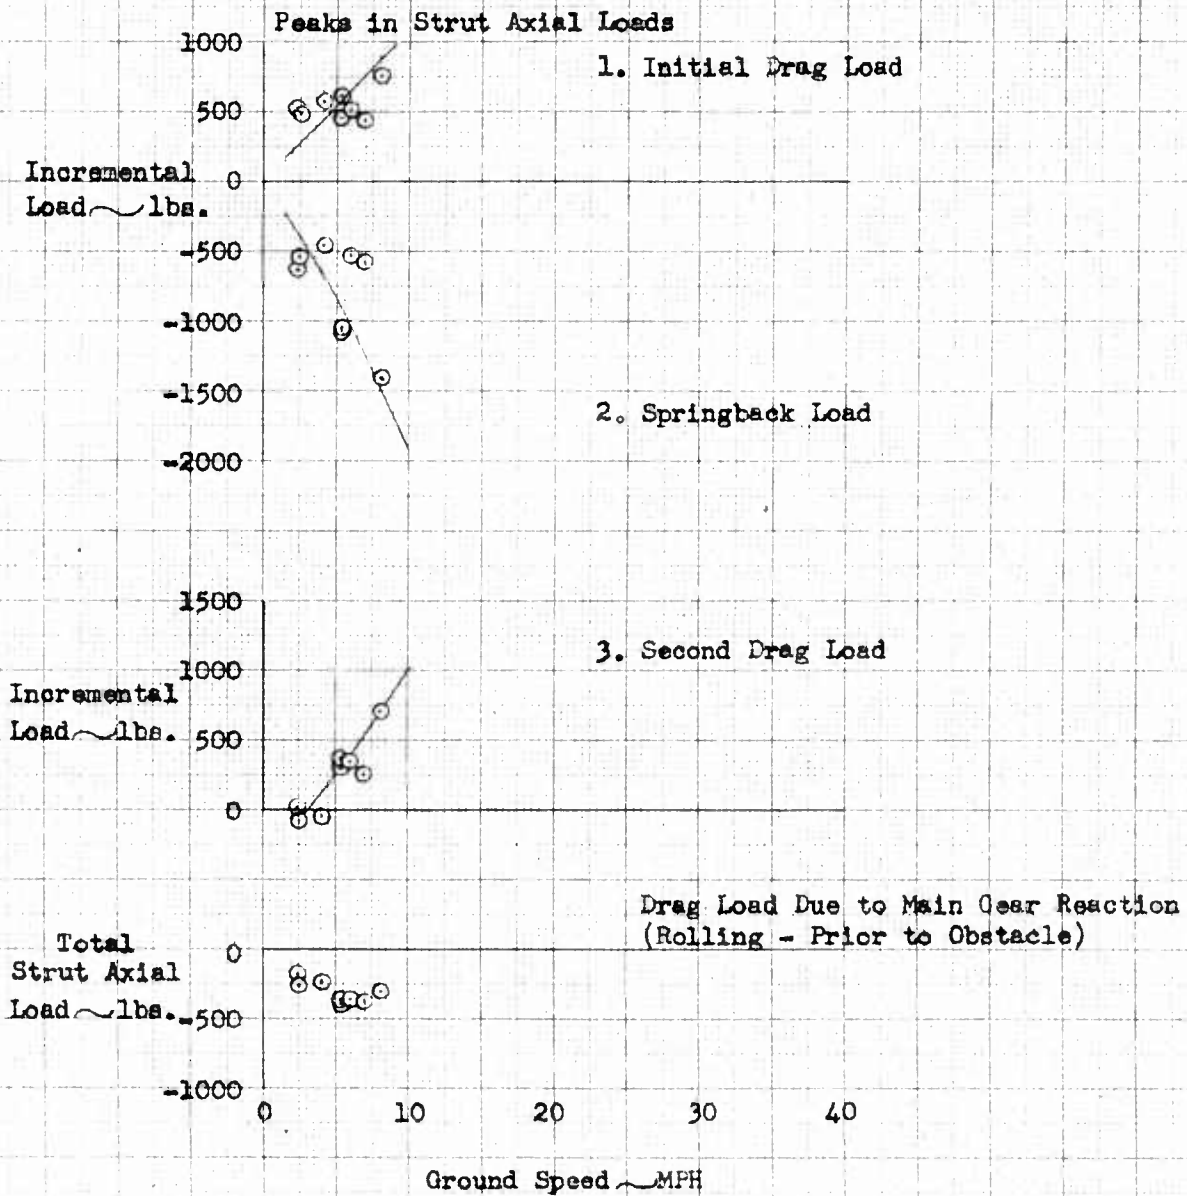 Peaks in Strut Axial Loads
1000
1. Initial Drag Load
500
Incremental
Load ~ lbs.
0
-500
-1000
-1500
2. Springback Load
-2000
1500
3. Second Drag Load
1000
Incremental
Load ~ lbs.
500
0
Drag Load Due to Main Gear Reaction
(Rolling - Prior to Obstacle)
Total
Strut Axial
Load ~ lbs.
0
-500
-1000
0 10 20 30 40
Ground Speed ~ MPH